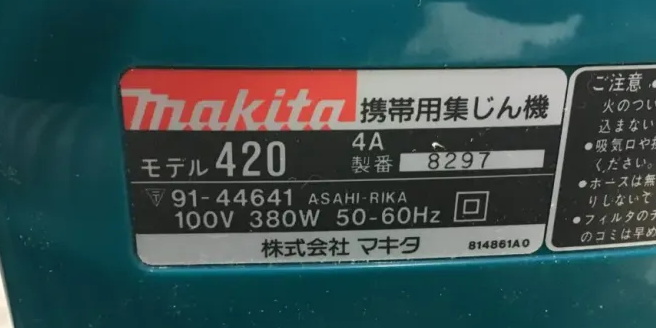 makita 携帯用集じん機
モデル 420 4A
製番 8297
91-44641 ASAHI-RIKA
100V 380W 50-60Hz
株式会社 マキタ 814861A0
ご注意 •
火のつい
込まない
•吸気口や
ください。
•ホースは無
りしないで
•フィルタの
のゴミは早め